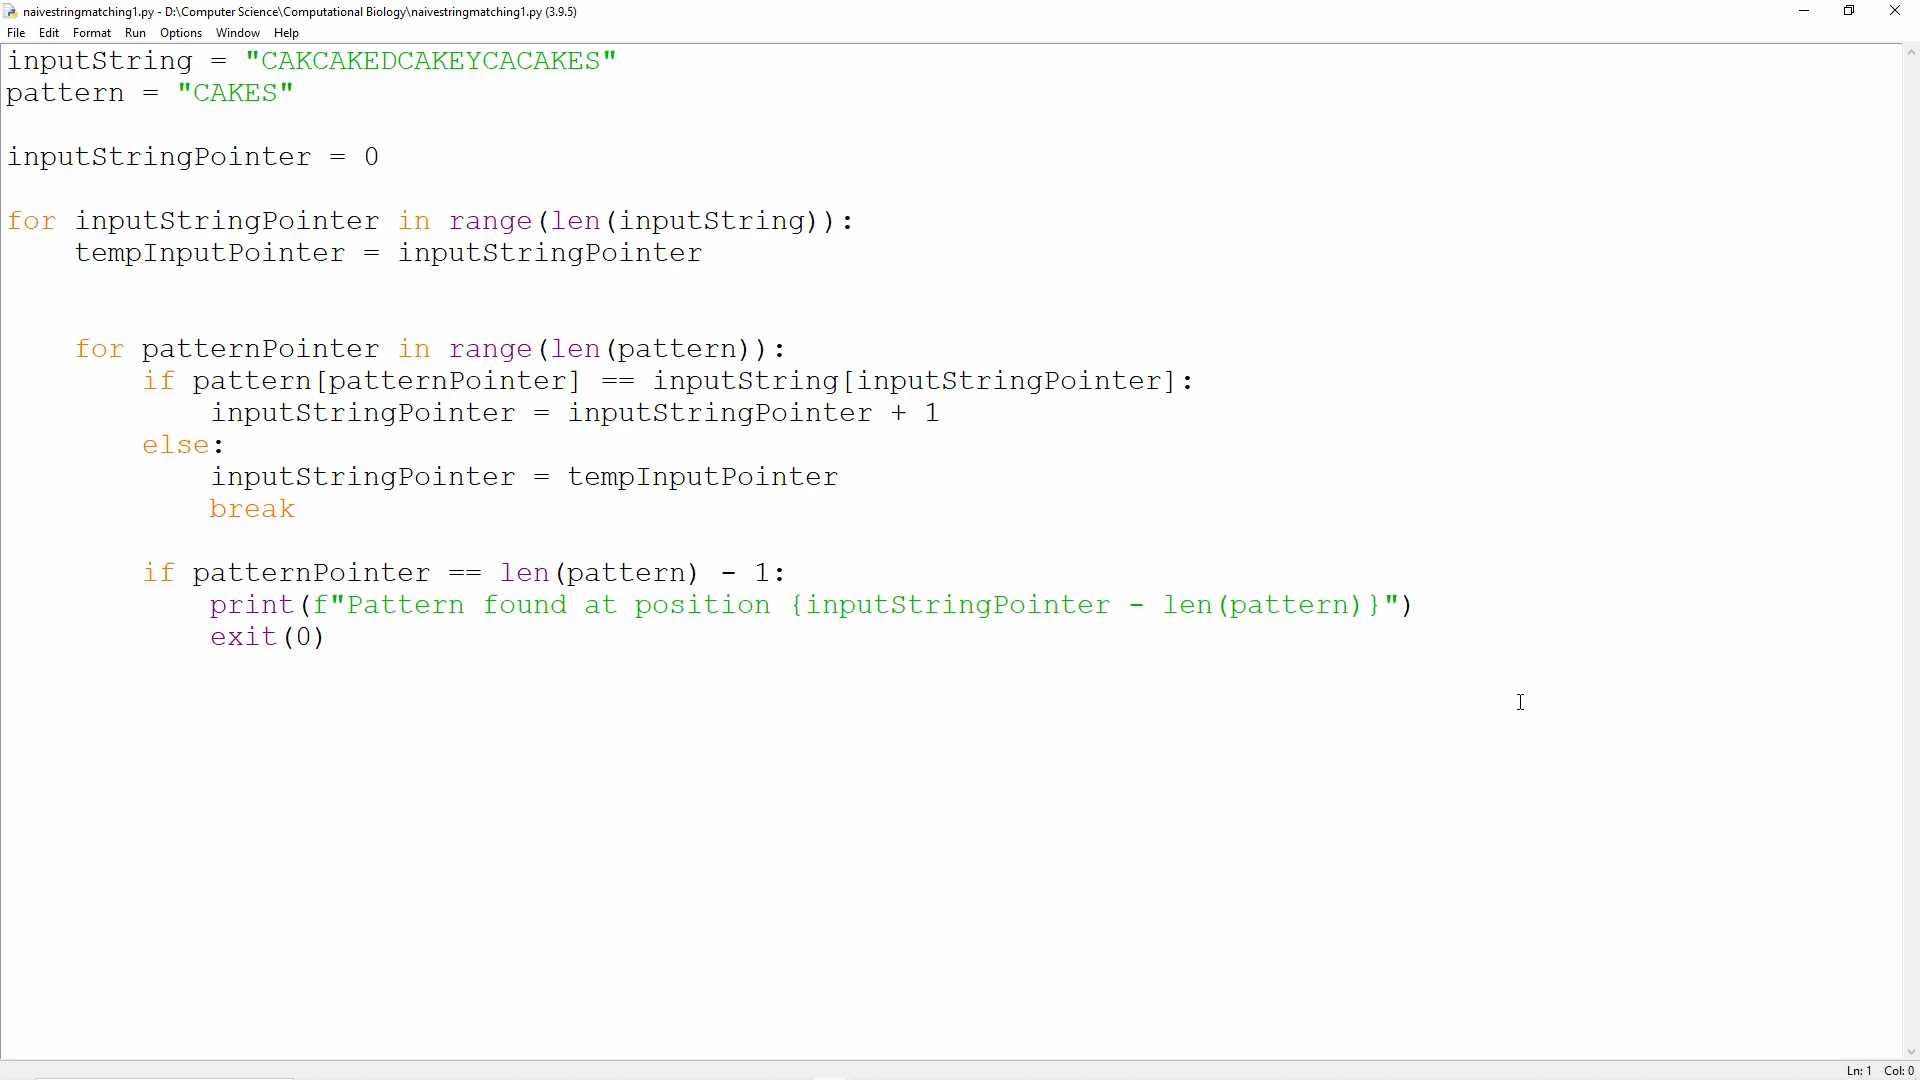 naivestringmatching1.py - D:\Computer Science\Computational Biology\naivestringmatching1.py (3.9.5)
File Edit Format Run Options Window Help
inputString = "CAKCAKEDCAKEYCACAKES"
pattern = "CAKES"
inputStringPointer = 0
for inputStringPointer in range(len(inputString)):
    tempInputPointer = inputStringPointer
    for patternPointer in range(len(pattern)):
        if pattern[patternPointer] == inputString[inputStringPointer]:
            inputStringPointer = inputStringPointer + 1
        else:
            inputStringPointer = tempInputPointer
            break
        if patternPointer == len(pattern) - 1:
            print(f"Pattern found at position {inputStringPointer - len(pattern)}")
            exit(0)
Ln: 1 Col: 0